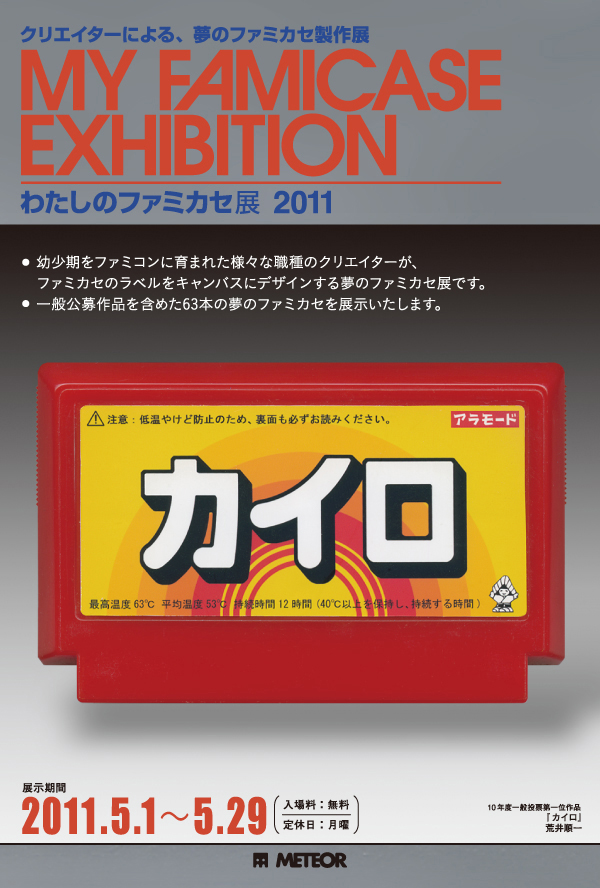 クリエイターによる、夢のファミカセ製作展
MY FAMICASE
EXHIBITION
わたしのファミカセ展 2011
● 幼少期をファミコンに育まれた様々な職種のクリエイターが、
ファミカセのラベルをキャンバスにデザインする夢のファミカセ展です。
● 一般公募作品を含めた63本の夢のファミカセを展示いたします。
注意：低温やけど防止のため、裏面も必ずお読みください。
アラモード
カイロ
最高温度 63℃ 平均温度 53℃ 持続時間 12 時間 (40℃以上を保持し、持続する時間)
展示期間
2011.5.1〜5.29
入場料：無料
定休日：月曜
10年度一般投票第一位作品
『カイロ』
荒井順一
METEOR